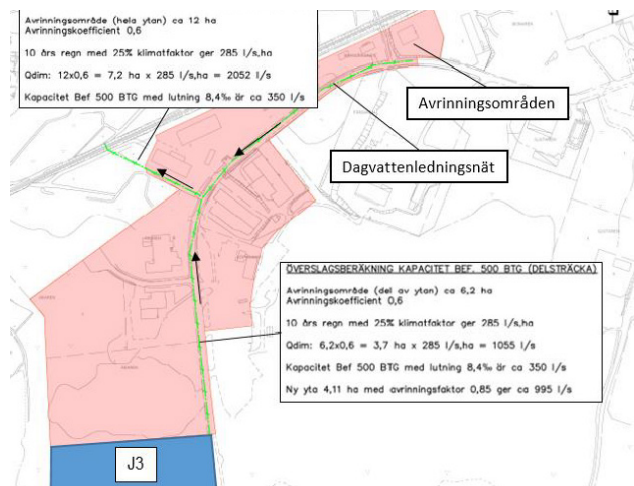 Avrinningsområde (hela ytan) ca 12 ha
Avrinningskoefficient 0,6
10 års regn med 25% klimatfaktor ger 285 l/s,ha
Qdim: 12x0,6 = 7,2 ha x 285 l/s,ha = 2052 l/s
Kapacitet Bef 500 BTG med lutning 8,4‰ är ca 350 l/s
Avrinningsområden
Dagvattenledningsnät
ÖVERSLAGSBERÄKNING KAPACITET BEF. 500 BTG (DELSTRÄCKA)
Avrinningsområde (del av ytan) ca 6,2 ha
Avrinningskoefficient 0,6
10 års regn med 25% klimatfaktor ger 285 l/s,ha
Qdim: 6,2x0,6 = 3,7 ha x 285 l/s,ha = 1055 l/s
Kapacitet Bef 500 BTG med lutning 8,4‰ är ca 350 l/s
Ny yta 4,11 ha med avrinningsfaktor 0,85 ger ca 995 l/s
J3